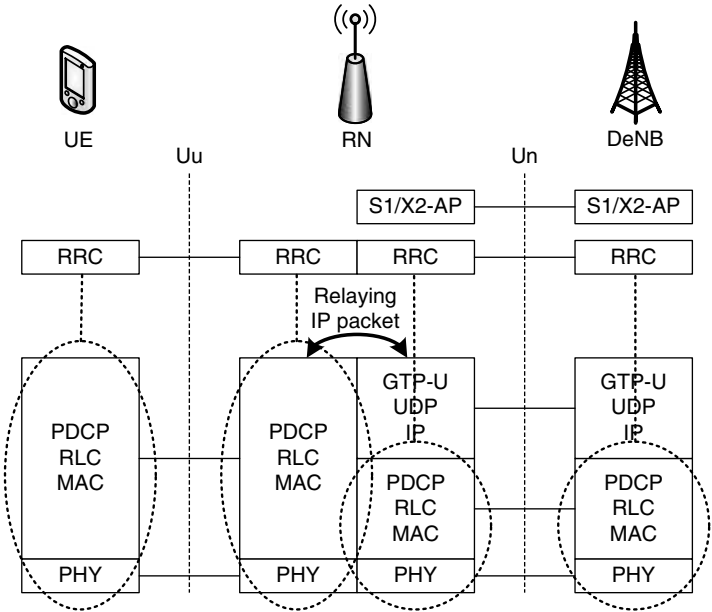 UE
RN
DeNB
Uu
Un
S1/X2-AP
S1/X2-AP
RRC
RRC
RRC
RRC
Relaying
IP packet
PDCP
RLC
MAC
PDCP
RLC
MAC
GTP-U
UDP
IP
PDCP
RLC
MAC
GTP-U
UDP
IP
PDCP
RLC
MAC
PHY
PHY
PHY
PHY